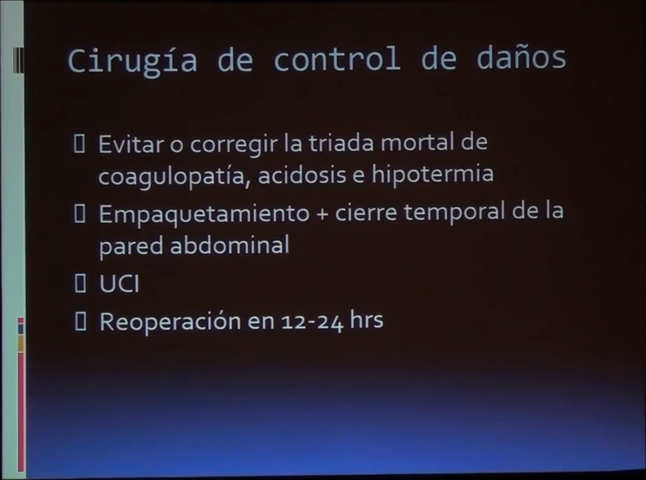 Cirugía de control de daños
Evitar o corregir la triada mortal de
coagulopatía, acidosis e hipotermia
Empaquetamiento + cierre temporal de la
pared abdominal
UCI
Reoperación en 12-24 hrs